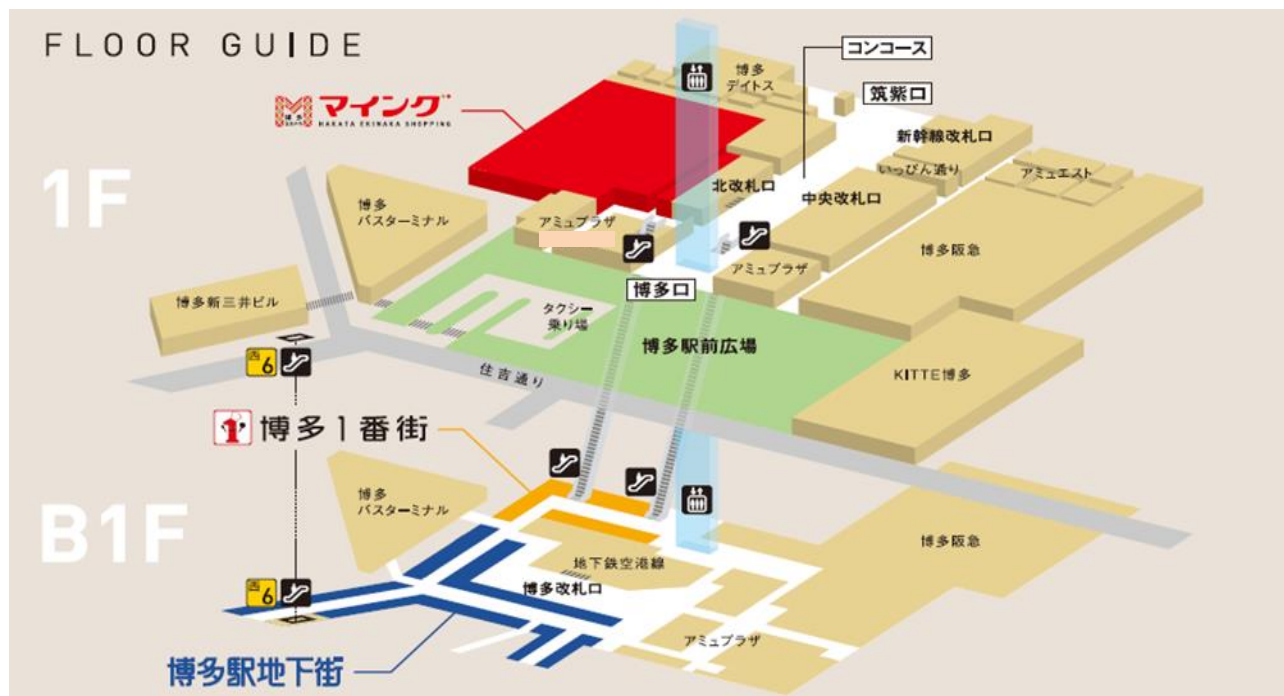 FLOOR GUIDE
マイング
HAKATA EKINAKA SHOPPING
コンコース
博多
デイトス
筑紫口
新幹線改札口
いっぴん通り
アミュエスト
1F
北改札口
中央改札口
博多
バスターミナル
アミュプラザ
博多阪急
アミュプラザ
博多口
博多新三井ビル
タクシー
乗り場
博多駅前広場
西6
住吉通り
KITTE博多
1
博多1番街
博多
バスターミナル
B1F
博多阪急
地下鉄空港線
博多改札口
西6
アミュプラザ
博多駅地下街